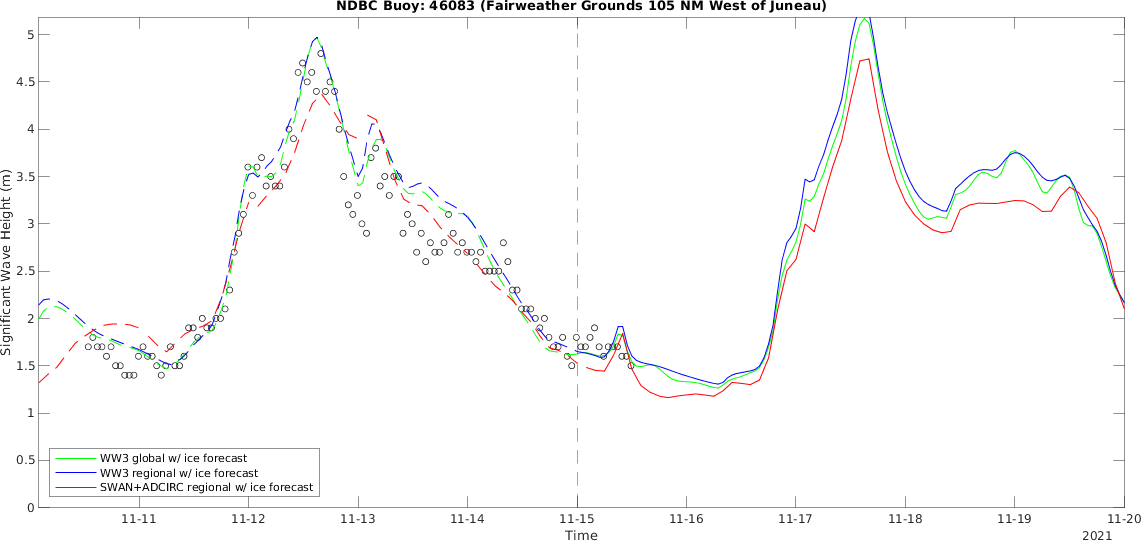 NDBC Buoy: 46083 (Fairweather Grounds 105 NM West of Juneau)
Significant Wave Height (m)
5
4.5
4
3.5
3
2.5
2
1.5
1
0.5
0
WW3 global w/ ice forecast
WW3 regional w/ ice forecast
SWAN+ADCIRC regional w/ ice forecast
11-11 11-12 11-13 11-14 11-15 11-16 11-17 11-18 11-19 11-20
Time
2021